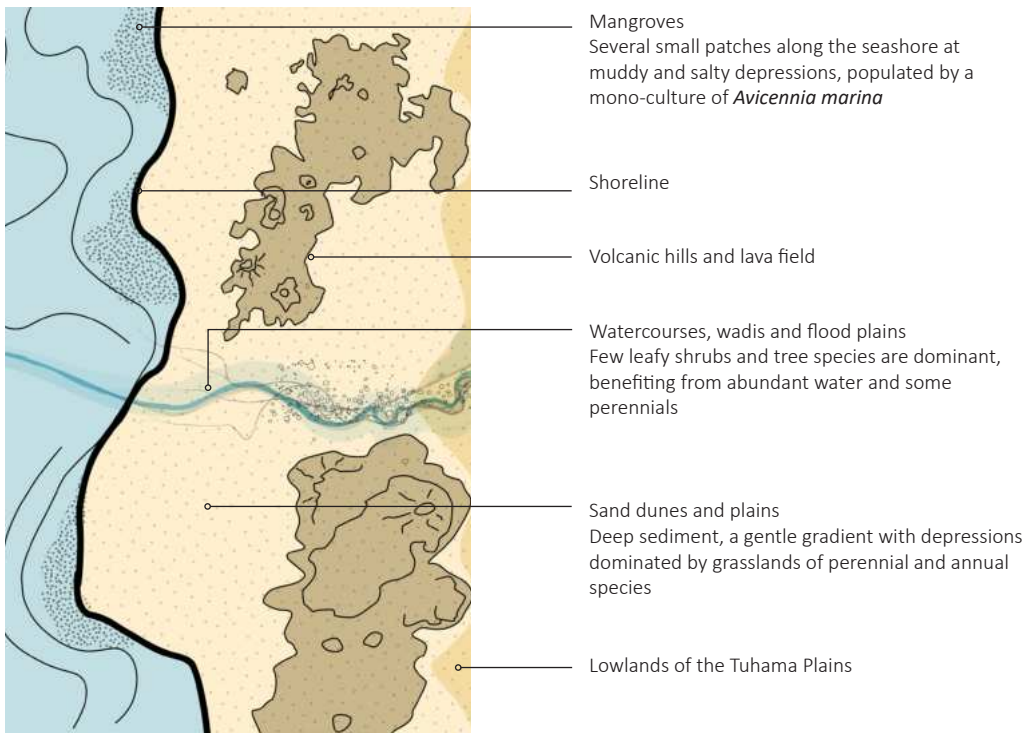 Mangroves
Several small patches along the seashore at
muddy and salty depressions, populated by a
mono-culture of Avicennia marina
Shoreline
Volcanic hills and lava field
Watercourses, wadis and flood plains
Few leafy shrubs and tree species are dominant,
benefiting from abundant water and some
perennials
Sand dunes and plains
Deep sediment, a gentle gradient with depressions
dominated by grasslands of perennial and annual
species
Lowlands of the Tuhama Plains